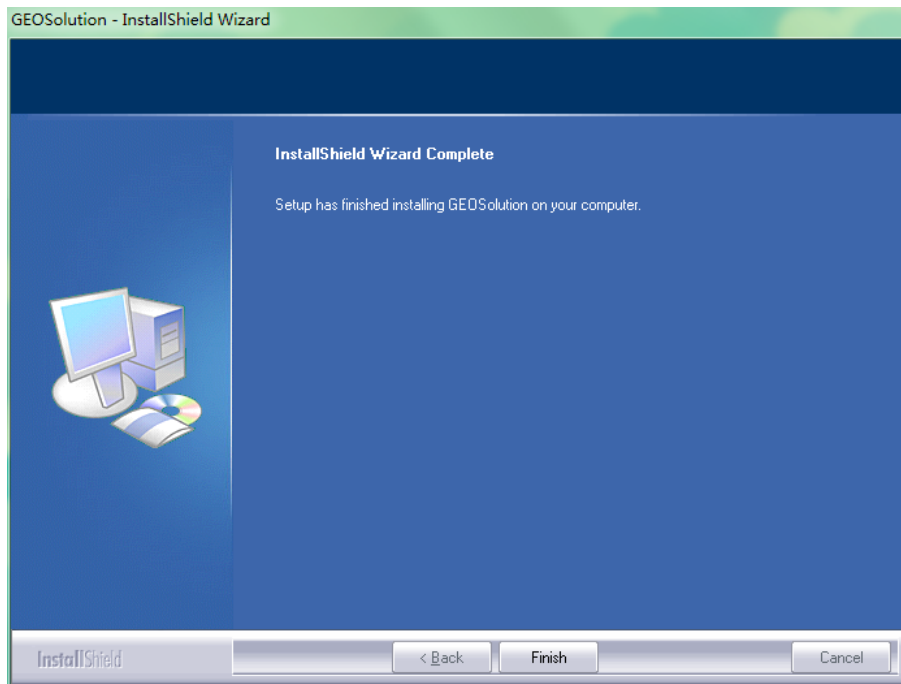 GEOSolution - InstallShield Wizard
InstallShield Wizard Complete
Setup has finished installing GEOSolution on your computer.
InstallShield
< Back
Finish
Cancel